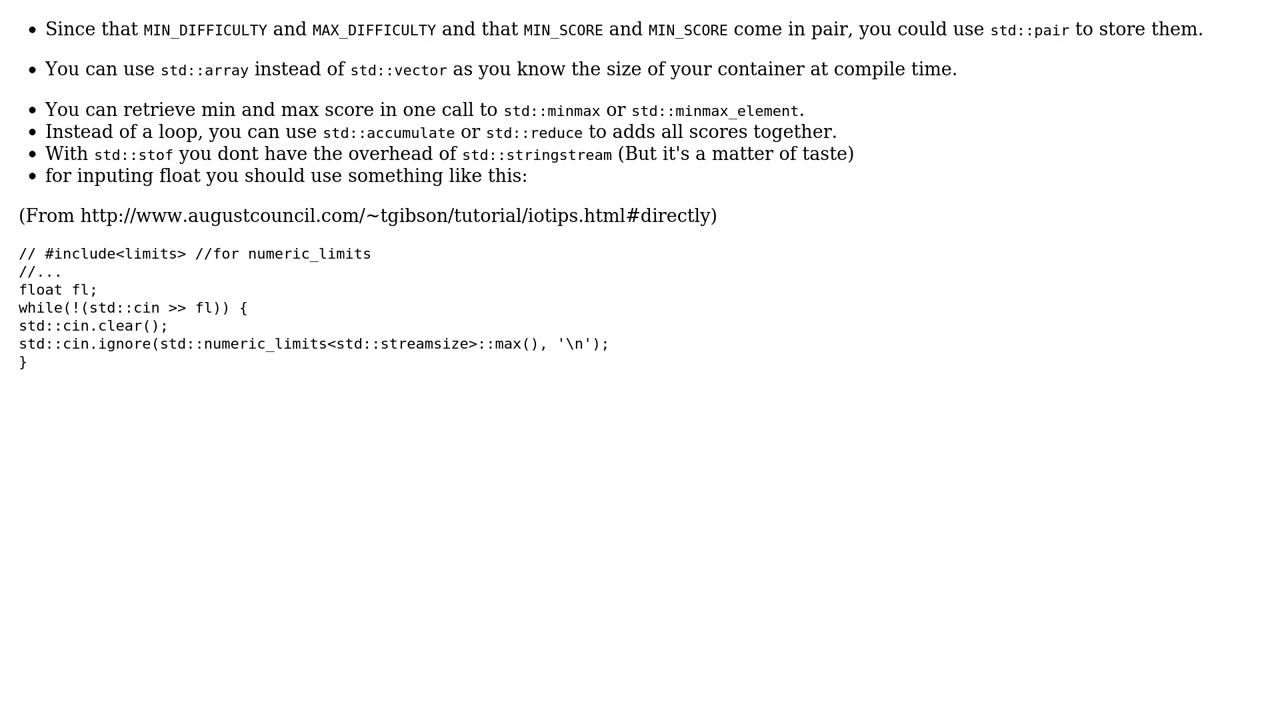 Since that MIN_DIFFICULTY and MAX_DIFFICULTY and that MIN_SCORE and MIN_SCORE come in pair, you could use std::pair to store them.
You can use std::array instead of std::vector as you know the size of your container at compile time.
You can retrieve min and max score in one call to std::minmax or std::minmax_element.
Instead of a loop, you can use std::accumulate or std::reduce to adds all scores together.
With std::stof you dont have the overhead of std::stringstream (But it's a matter of taste)
for inputing float you should use something like this:
(From http://www.augustcouncil.com/~tgibson/tutorial/iotips.html#directly)
// #include<limits> //for numeric_limits
//...
float fl;
while(!(std::cin >> fl)) {
std::cin.clear();
std::cin.ignore(std::numeric_limits<std::streamsize>::max(), '\n');
}